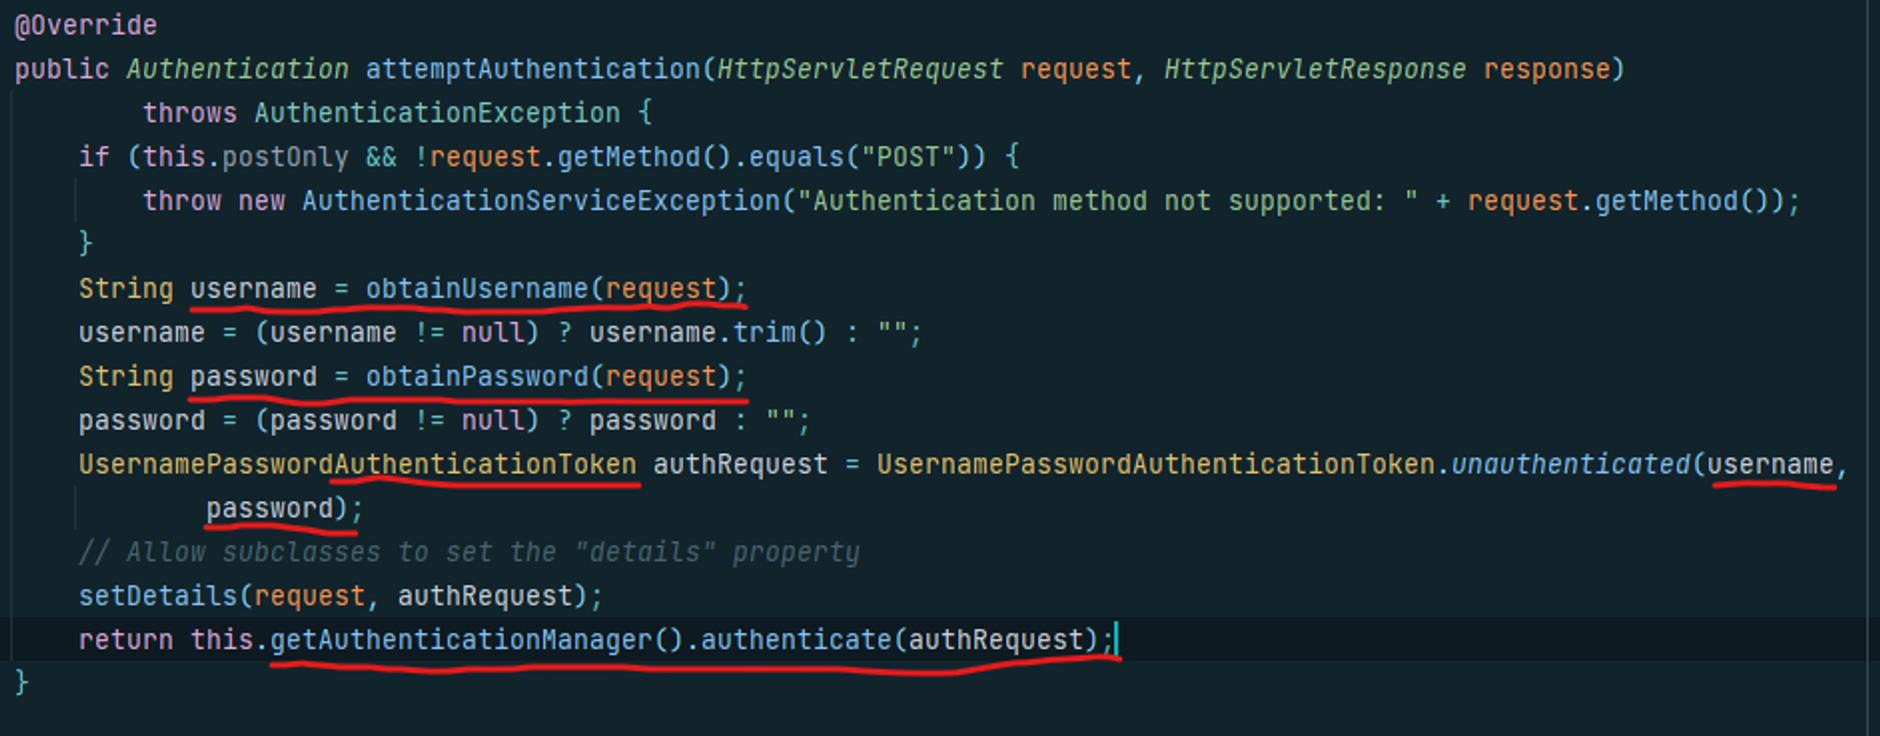 @Override
public Authentication attemptAuthentication(HttpServletRequest request, HttpServletResponse response)
throws AuthenticationException {
if (this.postOnly && !request.getMethod().equals("POST")) {
throw new AuthenticationServiceException("Authentication method not supported: " + request.getMethod());
}
String username = obtainUsername(request);
username = (username != null) ? username.trim() : "";
String password = obtainPassword(request);
password = (password != null) ? password : "";
UsernamePasswordAuthenticationToken authRequest = UsernamePasswordAuthenticationToken.unauthenticated(username,
password);
// Allow subclasses to set the "details" property
setDetails(request, authRequest);
return this.getAuthenticationManager().authenticate(authRequest);
}